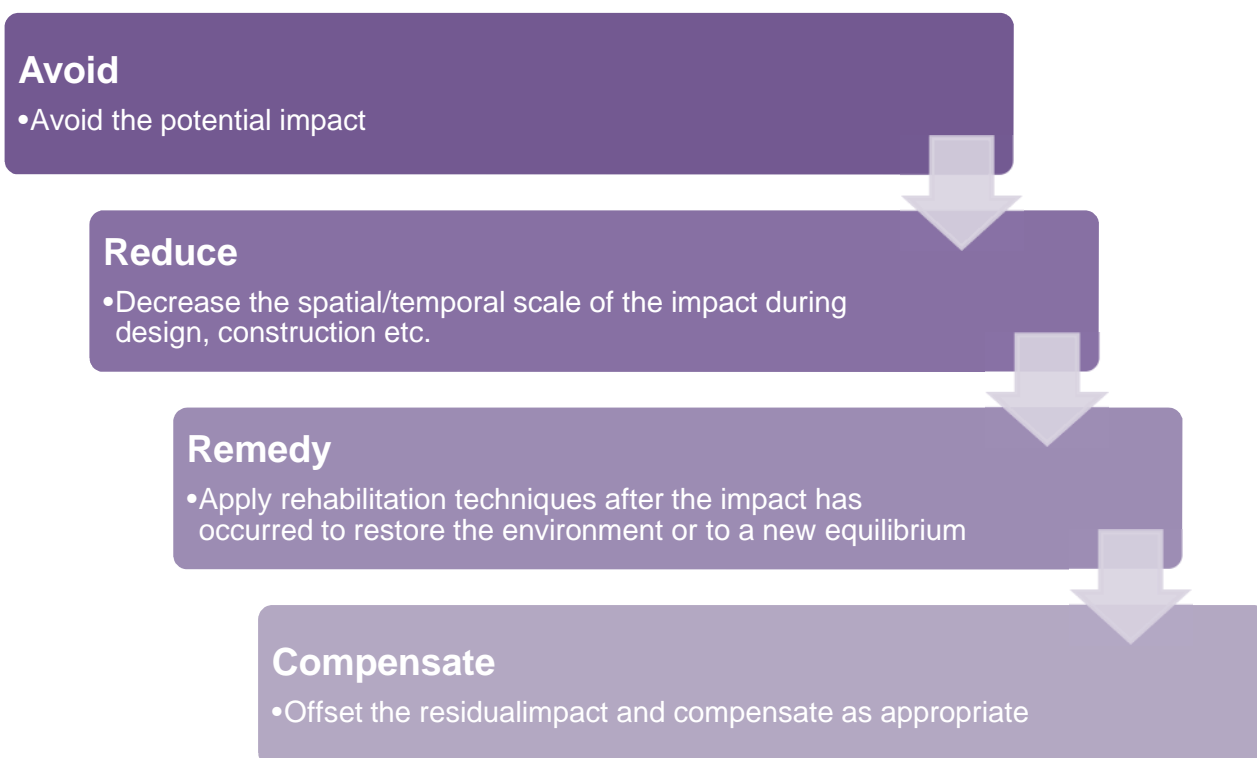 Avoid
•Avoid the potential impact
Reduce
•Decrease the spatial/temporal scale of the impact during
design, construction etc.
Remedy
•Apply rehabilitation techniques after the impact has
occurred to restore the environment or to a new equilibrium
Compensate
•Offset the residualimpact and compensate as appropriate